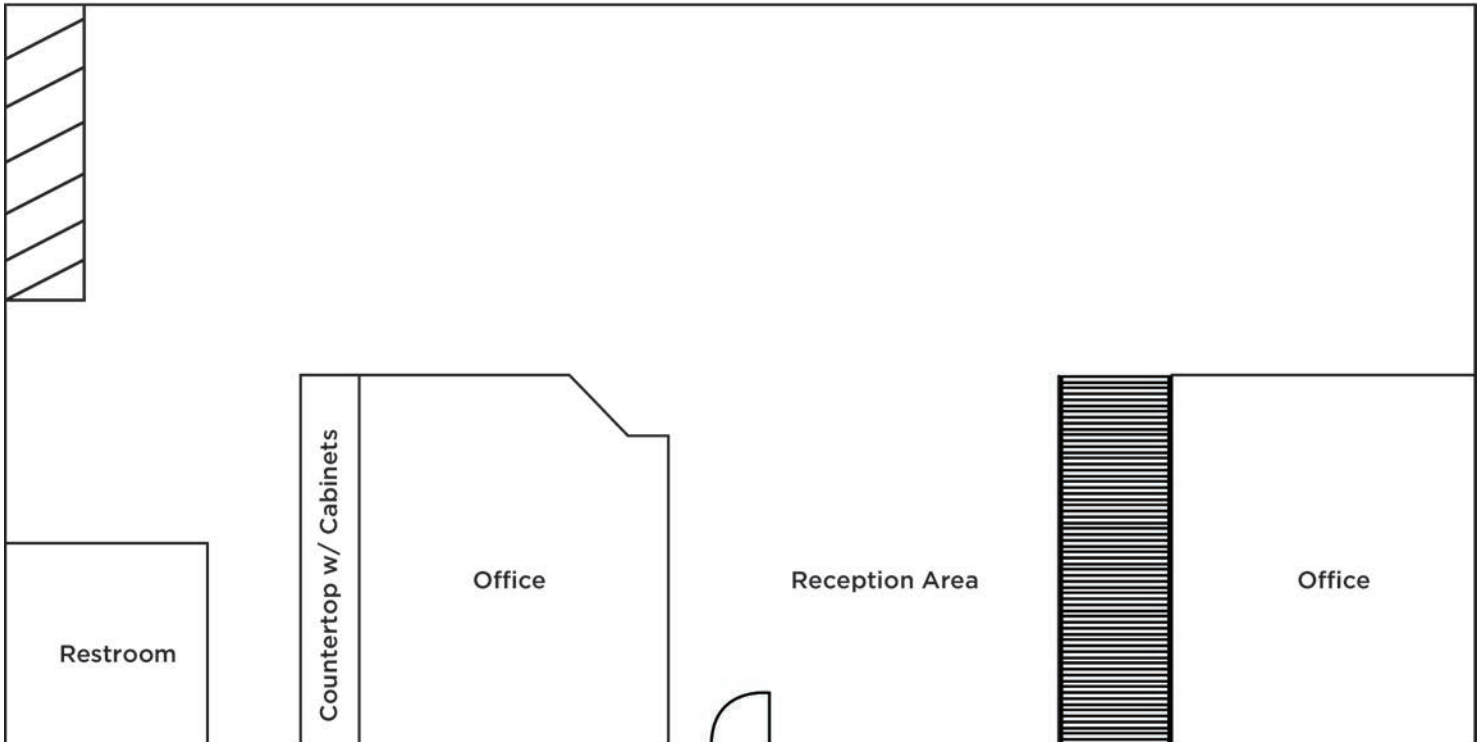 Restroom
Countertop w/ Cabinets
Office
Reception Area
Office